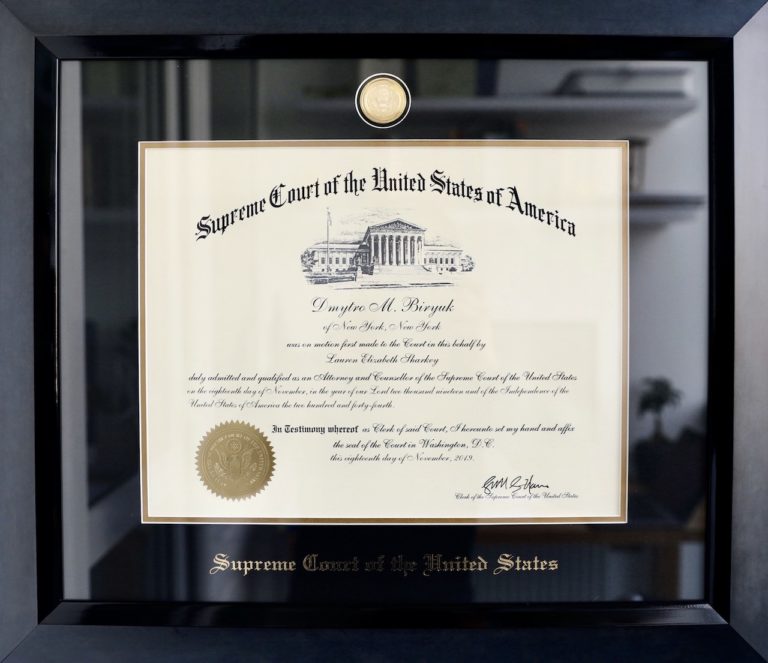 Supreme Court of the United States of America
Dmytro M. Biryuk
of New York, New York
was on motion first made to the Court in this behalf by
Lauren Elizabeth Sharkey
duly admitted and qualified as an Attorney and Counsellor of the Supreme Court of the United States
on the eighteenth day of November, in the year of our Lord two thousand nineteen and of the Independence of the
United States of America the two hundred and forty-fourth.
In Testimony whereof as Clerk of said Court, I hereunto set my hand and affix
the seal of the Court in Washington, D.C.
this eighteenth day of November, 2019.
Clerk of the Supreme Court of the United States
Supreme Court of the United States